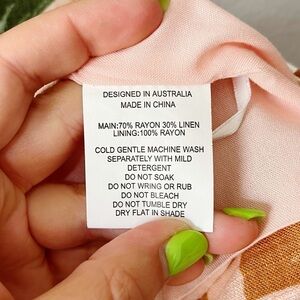 DESIGNED IN AUSTRALIA
MADE IN CHINA
MAIN:70% RAYON 30% LINEN
LINING:100% RAYON
COLD GENTLE MACHINE WASH
SEPARATELY WITH MILD
DETERGENT
DO NOT SOAK
DO NOT WRING OR RUB
DO NOT BLEACH
DO NOT TUMBLE DRY
DRY FLAT IN SHADE